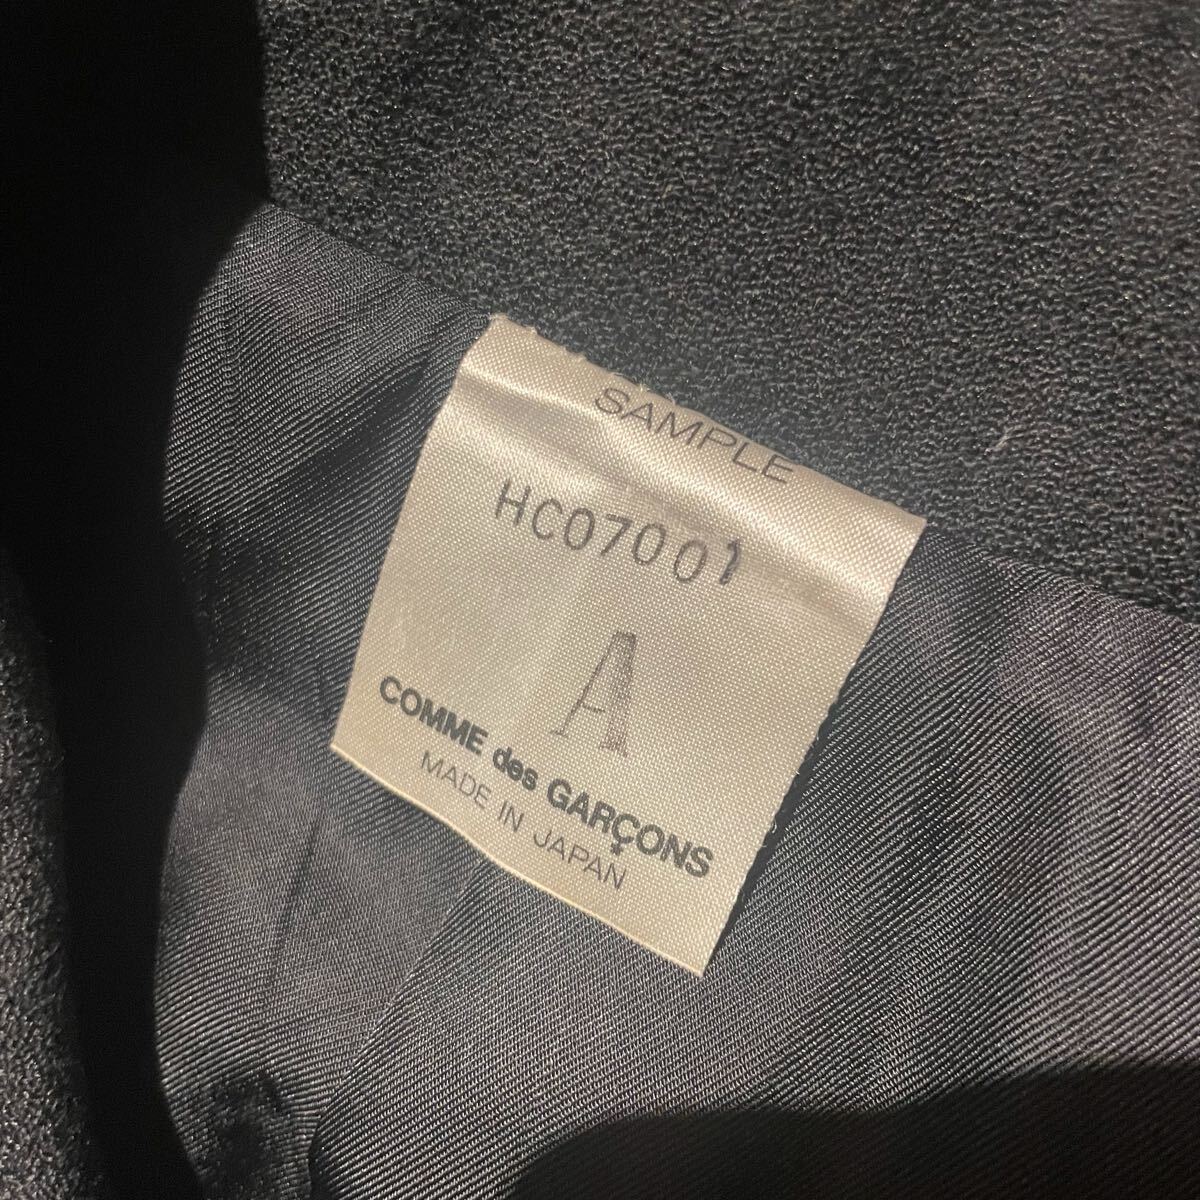 SAMPLE
HC07001
A
COMME des GARÇONS
MADE IN JAPAN